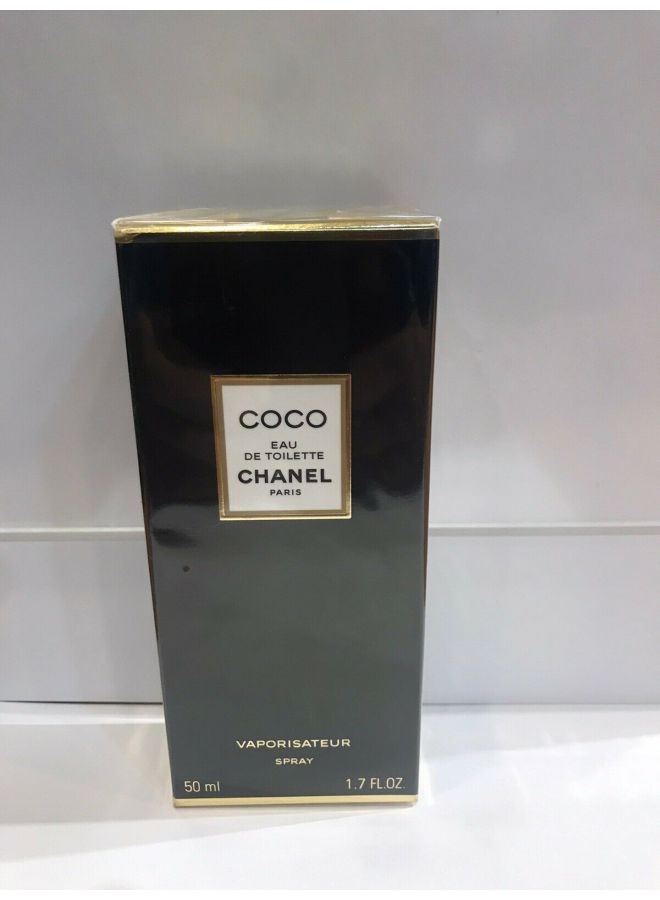 COCO
EAU
DE TOILETTE
CHANEL
PARIS
VAPORISATEUR
SPRAY
50 ml 1.7 FL.OZ.